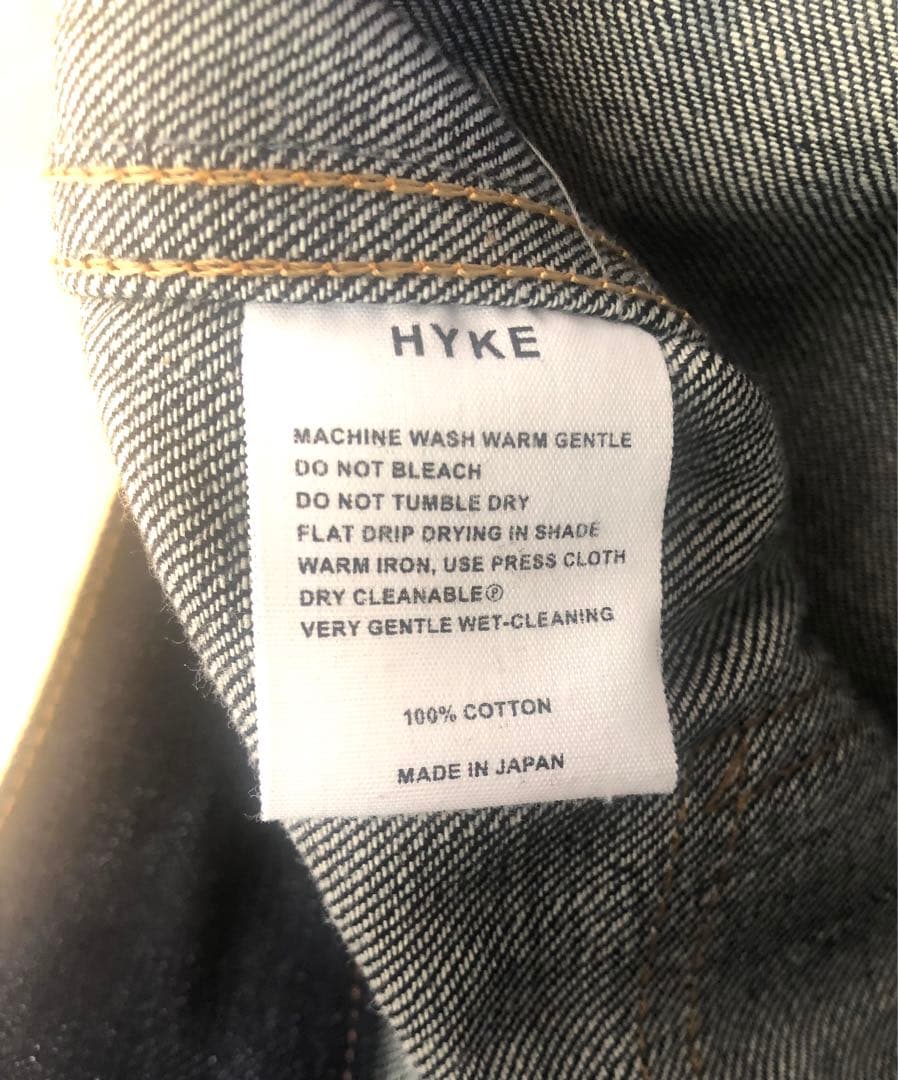 HYKE
MACHINE WASH WARM GENTLE
DO NOT BLEACH
DO NOT TUMBLE DRY
FLAT DRIP DRYING IN SHADE
WARM IRON, USE PRESS CLOTH
DRY CLEANABLEⓅ
VERY GENTLE WET-CLEANING
100% COTTON
MADE IN JAPAN